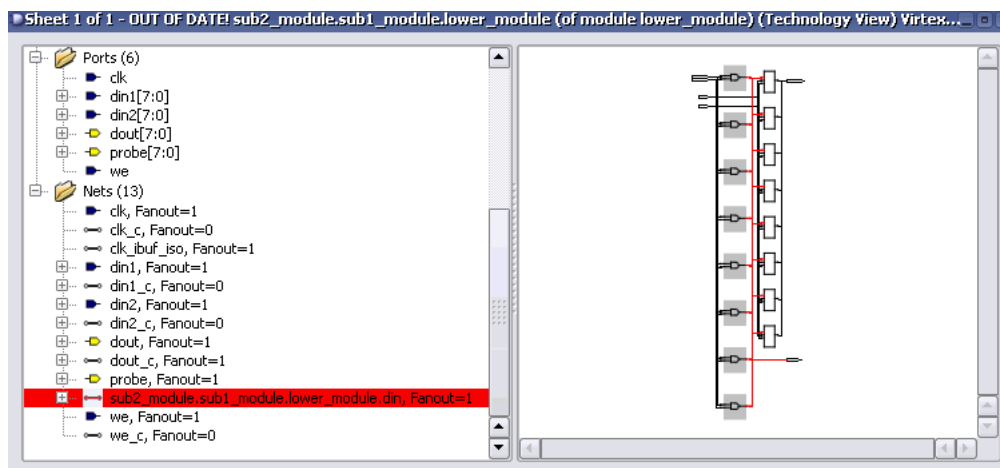 Sheet 1 of 1 - OUT OF DATE! sub2_module.sub1_module.lower_module (of module lower_module) (Technology View) Virtex...
Ports (6)
clk
din1[7:0]
din2[7:0]
dout[7:0]
probe[7:0]
we
Nets (13)
clk, Fanout=1
clk_c, Fanout=0
clk_ibuf_iso, Fanout=1
din1, Fanout=1
din1_c, Fanout=0
din2, Fanout=1
din2_c, Fanout=0
dout, Fanout=1
dout_c, Fanout=1
probe, Fanout=1
sub2_module.sub1_module.lower_module.din, Fanout=1
we, Fanout=1
we_c, Fanout=0